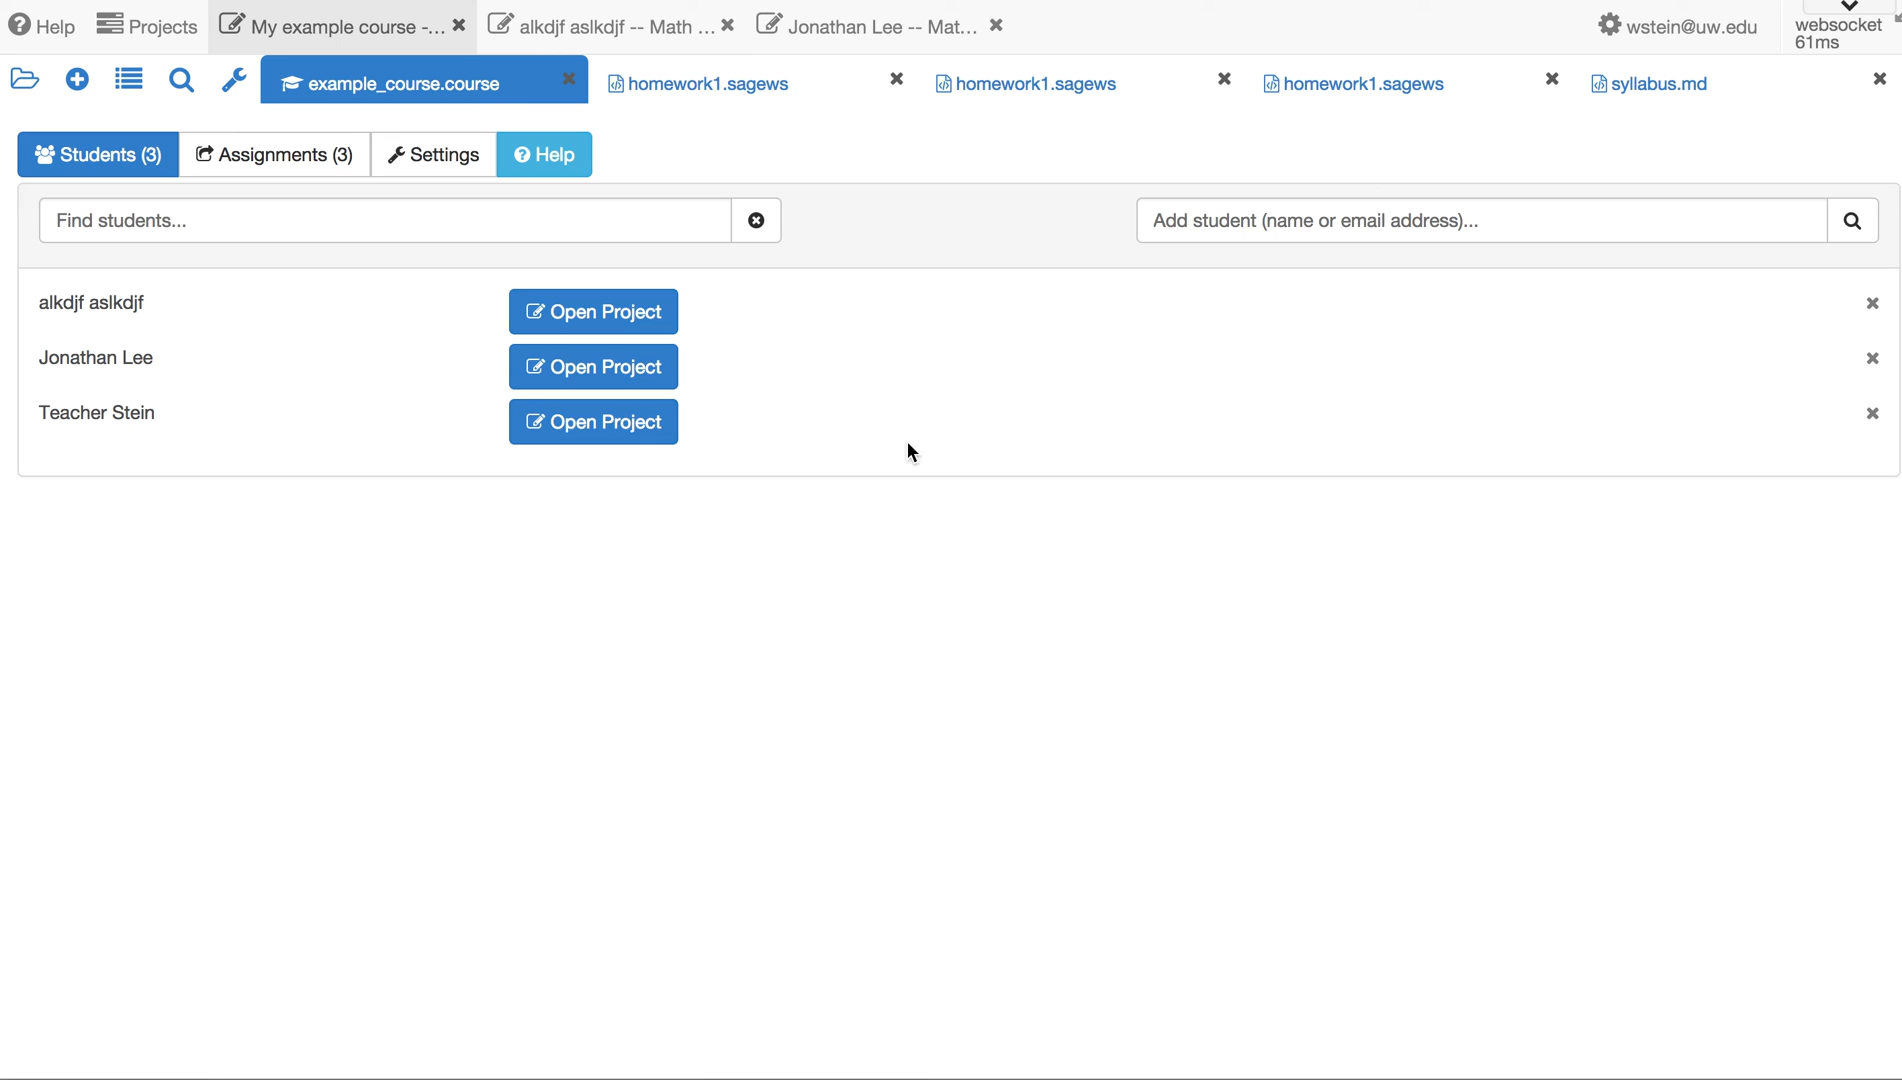 Help Projects My example course -... alkdjf aslkdjf -- Math ... Jonathan Lee -- Mat... wstein@uw.edu websocket
61ms
example_course.course homework1.sagews homework1.sagews homework1.sagews syllabus.md
Students (3) Assignments (3) Settings Help
Find students... Add student (name or email address)...
alkdjf aslkdjf Open Project
Jonathan Lee Open Project
Teacher Stein Open Project